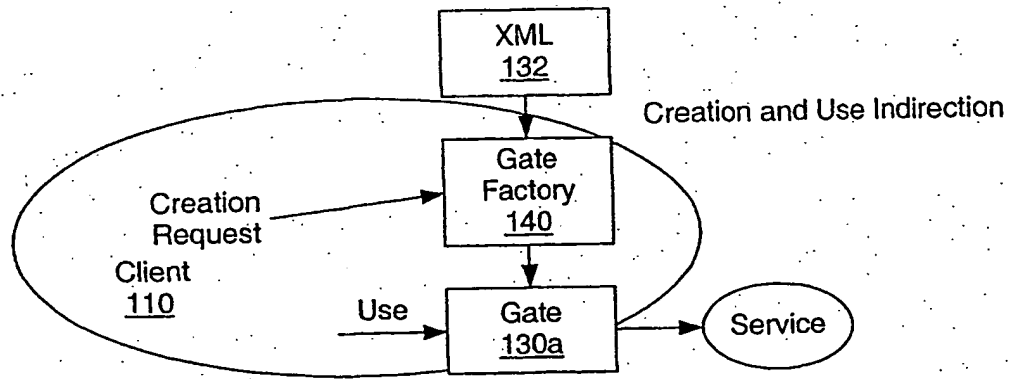 XML
132
Creation and Use Indirection
Gate
Factory
140
Creation
Request
Client
110
Use
Gate
130a
Service